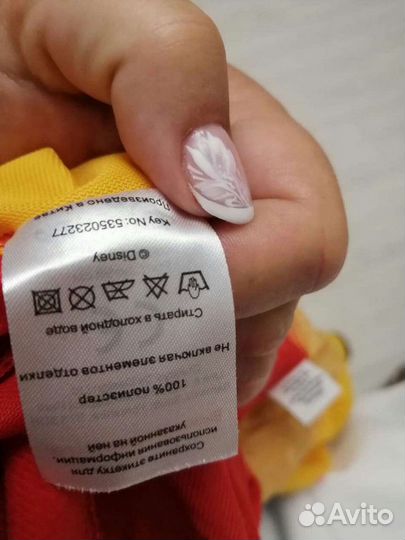 Сохраните этикетку для
использования информации,
указанной на ней
100% полиэстер
Не включая элементов отделки
Стирать в холодной воде
© Disney
Key No: 535023277
Произведено в Китае
Avito